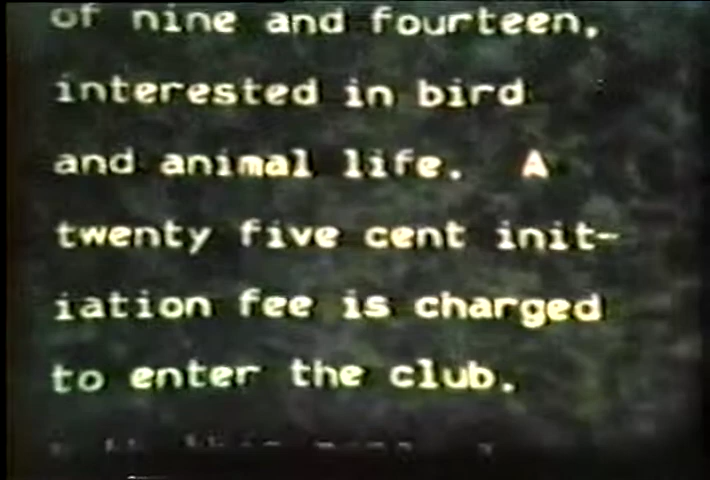 of nine and fourteen,
interested in bird
and animal life. A
twenty five cent init-
iation fee is charged
to enter the club.